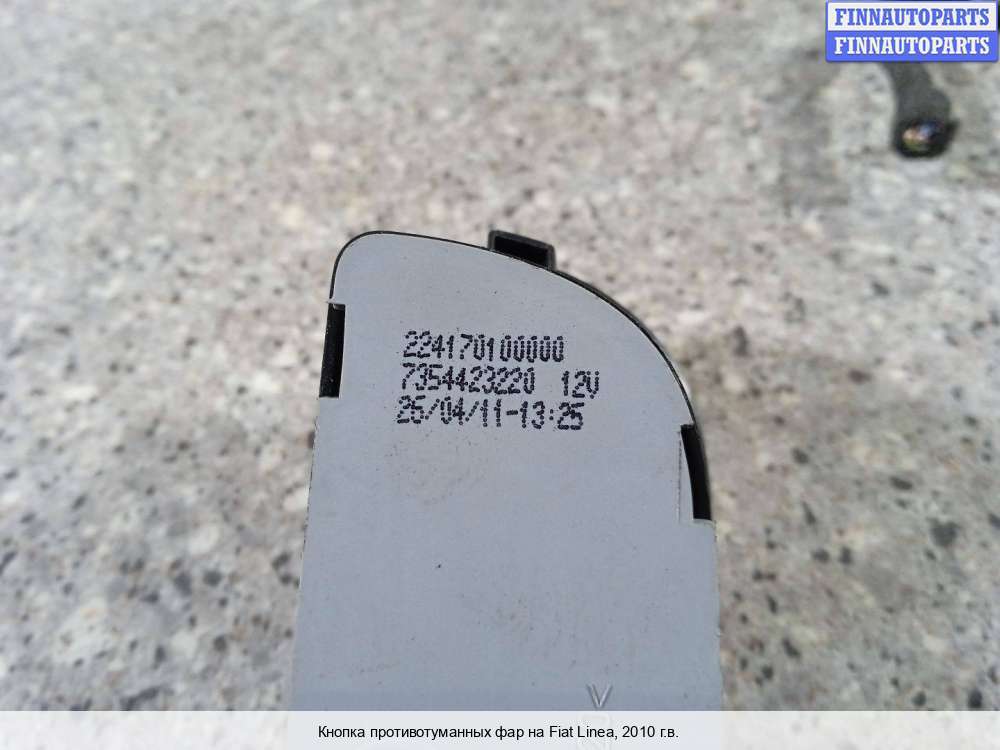 FINNAUTOPARTS
FINNAUTOPARTS
224170100000
7354423220 12V
26/04/11-13:25
Кнопка противотуманных фар на Fiat Linea, 2010 г.в.